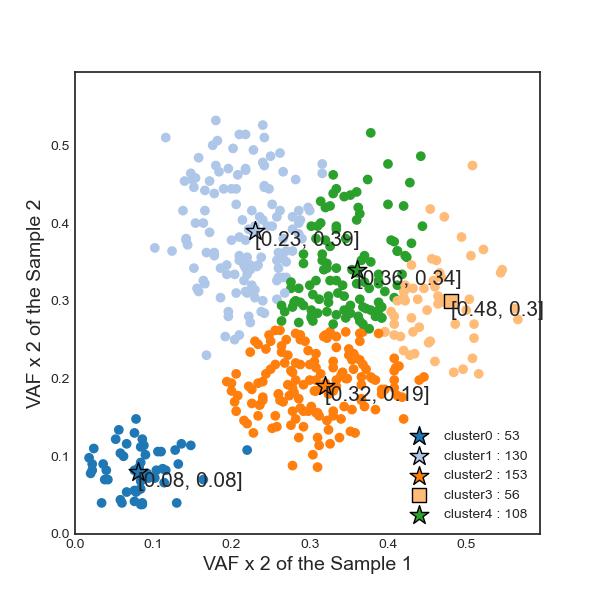 0.5
0.4
0.3
0.2
0.1
0.0
VAF x 2 of the Sample 2
[0.23, 0.39]
[0.36, 0.34]
[0.48, 0.3]
[0.32, 0.19]
[0.08, 0.08]
cluster0 : 53
cluster1 : 130
cluster2 : 153
cluster3 : 56
cluster4 : 108
0.0 0.1 0.2 0.3 0.4 0.5
VAF x 2 of the Sample 1